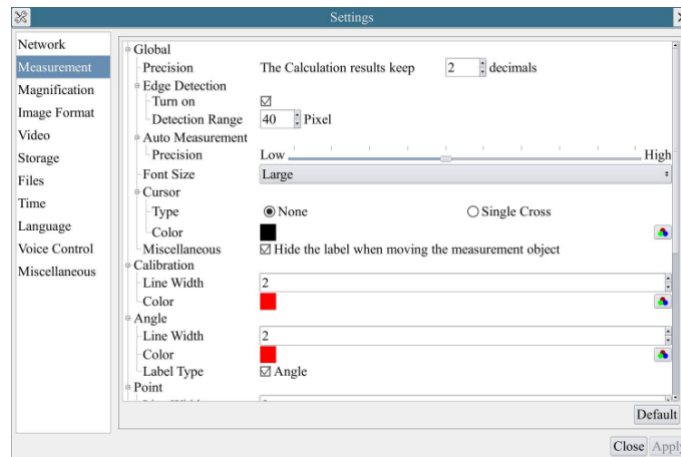 Settings
Network
Measurement
Magnification
Image Format
Video
Storage
Files
Time
Language
Voice Control
Miscellaneous
Global
Precision The Calculation results keep 2 decimals
Edge Detection
Turn on
Detection Range 40 Pixel
Auto Measurement
Precision Low High
Font Size Large
Cursor
Type None Single Cross
Color
Miscellaneous Hide the label when moving the measurement object
Calibration
Line Width 2
Color
Angle
Line Width 2
Color
Label Type Angle
Point
Default
Close Apply